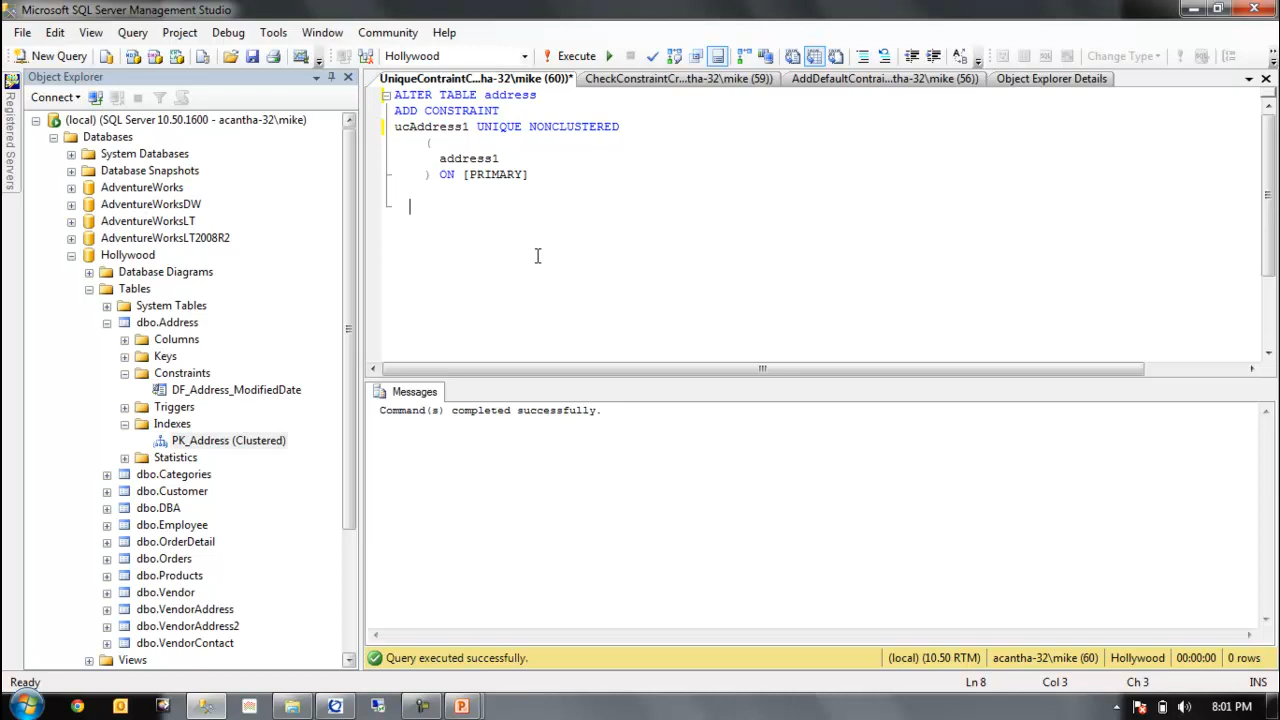 Microsoft SQL Server Management Studio
File Edit View Query Project Debug Tools Window Community Help
New Query
Hollywood
Execute
Change Type
Registered Servers
Object Explorer
Connect
(local) (SQL Server 10.50.1600 - acantha-32\mike)
Databases
System Databases
Database Snapshots
AdventureWorks
AdventureWorksDW
AdventureWorksLT
AdventureWorksLT2008R2
Hollywood
Database Diagrams
Tables
System Tables
dbo.Address
Columns
Keys
Constraints
DF_Address_ModifiedDate
Triggers
Indexes
PK_Address (Clustered)
Statistics
dbo.Categories
dbo.Customer
dbo.DBA
dbo.Employee
dbo.OrderDetail
dbo.Orders
dbo.Products
dbo.Vendor
dbo.VendorAddress
dbo.VendorAddress2
dbo.VendorContact
Views
UniqueContraintC...ha-32\mike (60))* CheckConstraintCr...tha-32\mike (59)) AddDefaultContrai...tha-32\mike (56)) Object Explorer Details
ALTER TABLE address
ADD CONSTRAINT
ucAddress1 UNIQUE NONCLUSTERED
(
address1
) ON [PRIMARY]
Messages
Command(s) completed successfully.
Query executed successfully. (local) (10.50 RTM) acantha-32\mike (60) Hollywood 00:00:00 0 rows
Ready Ln 8 Col 3 Ch 3 INS
8:01 PM